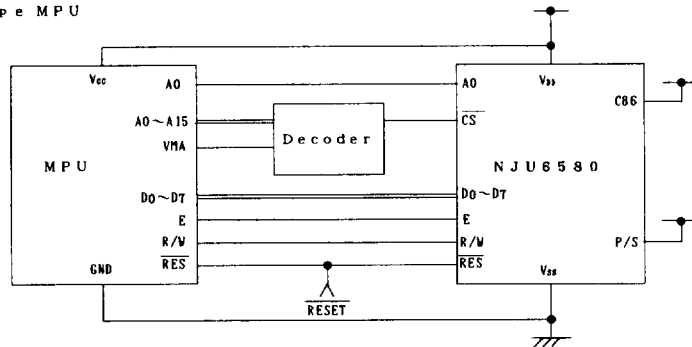 pe MPU
Vcc
A0
A0~A15
VMA
MPU
D0~D7
E
R/W
RES
GND
Decoder
RESET
VDD
A0
CS
C86
NJU6580
D0~D7
E
R/W
RES
P/S
Vss